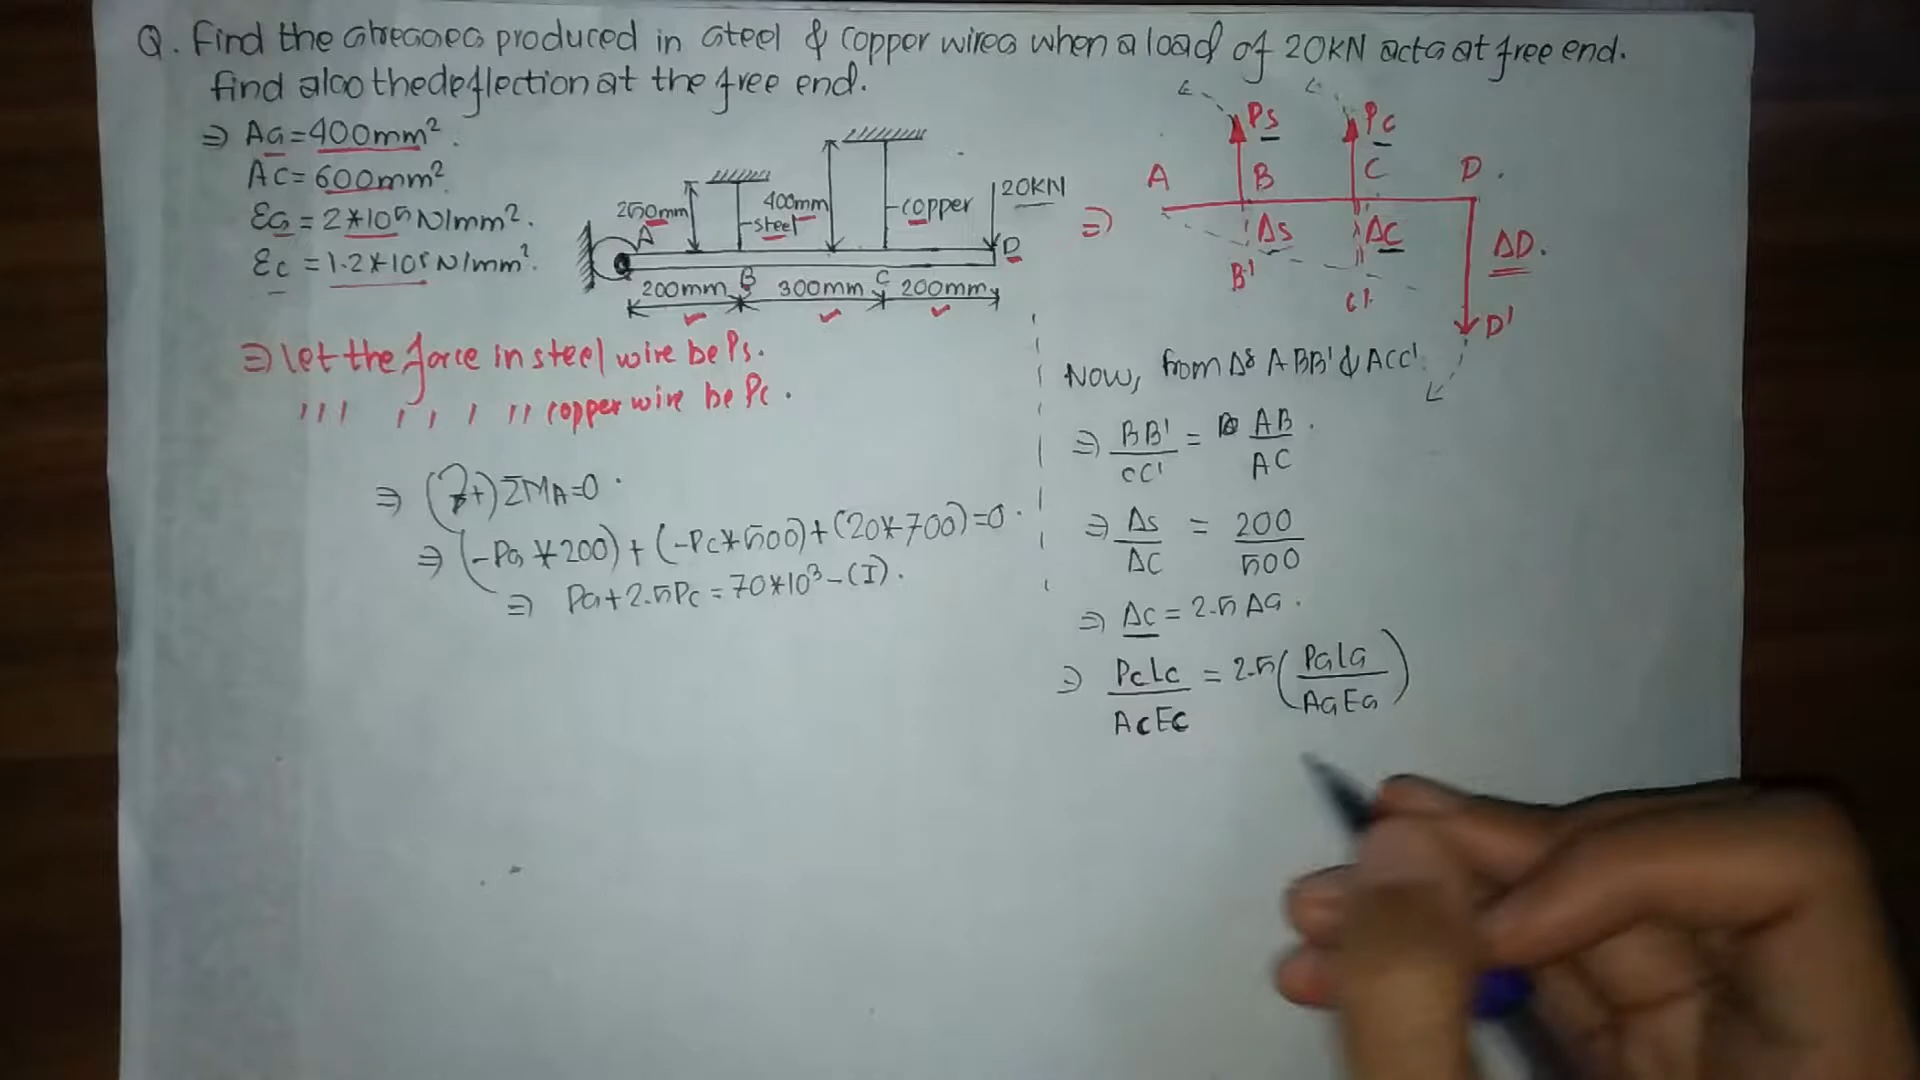 Q. Find the stresses produced in steel & copper wires when a load of 20KN acts at free end.
find also the deflection at the free end.
⇒ As=400mm².
Ac=600mm².
Es = 2*10⁵ N/mm².
Ec = 1.2*10⁵ N/mm².
250mm
steel
400mm
copper
20KN
A
B
C
D
200mm
300mm
200mm
⇒
Ps
Pc
A
B
C
D.
Δs
Δc
ΔD.
B'
C'.
D'
⇒ let the force in steel wire be Ps.
,,, , , , ,, copper wire be Pc.
⇒ (+) ΣMA=0.
⇒ (-Ps*200)+(-Pc*500)+(20*700)=0.
⇒ Ps+2.5Pc=70*10³-(I).
Now, from Δs ABB' & ACC'.
⇒ BB'/CC' = AB/AC.
⇒ Δs/Δc = 200/500
⇒ Δc = 2.5Δs.
⇒ PcLc/AcEc = 2.5(PsLs/AsEs)